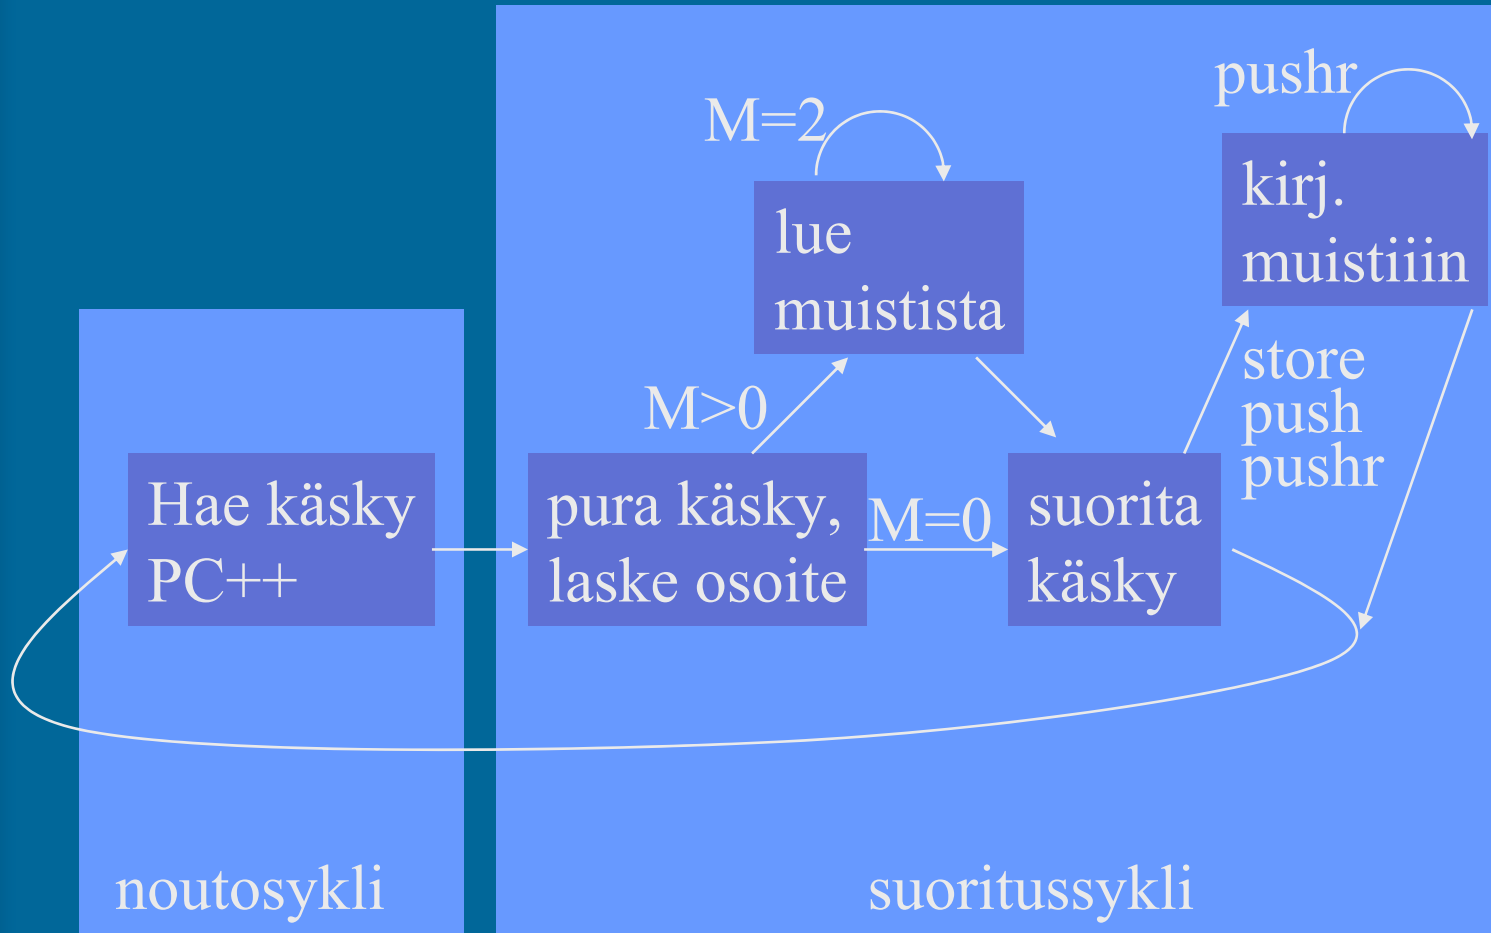 pushr
M=2
kirj.
muistiiin
lue
muistista
store
push
pushr
M>0
Hae käsky
PC++
pura käsky,
laske osoite
M=0
suorita
käsky
noutosykli
suoritussykli